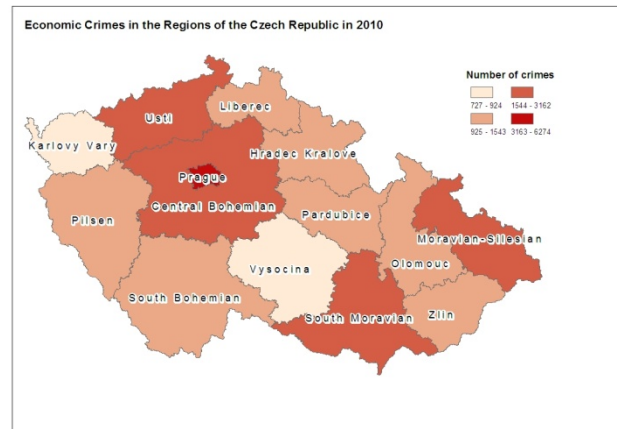 Economic Crimes in the Regions of the Czech Republic in 2010
Number of crimes
727 - 924 1544 - 3162
925 - 1543 3163 - 6274
Liberec
Usti
Karlovy Vary
Hradec Kralove
Prague
Central Bohemian
Pardubice
Pilsen
Moravian-Silesian
Olomouc
Vysocina
South Bohemian
South Moravian
Zlin